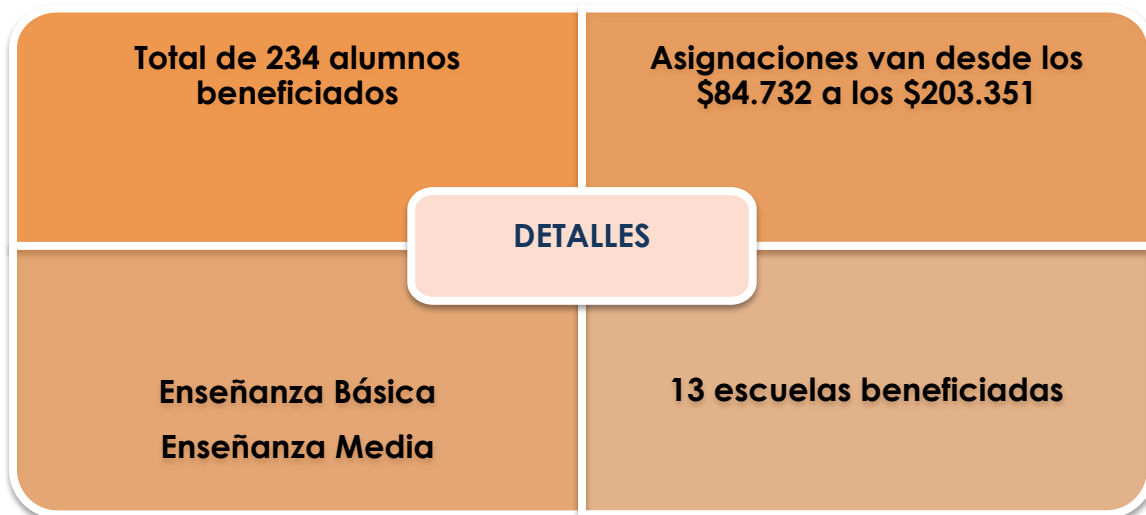 Total de 234 alumnos
beneficiados
Asignaciones van desde los
$84.732 a los $203.351
DETALLES
Enseñanza Básica
Enseñanza Media
13 escuelas beneficiadas